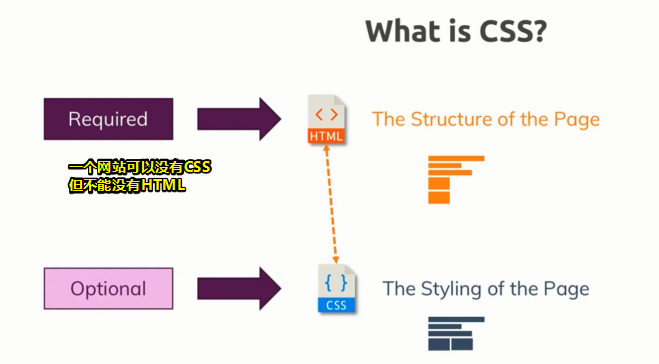 What is CSS?
Required
< >
HTML
The Structure of the Page
一个网站可以没有CSS
但不能没有HTML
Optional
{ }
CSS
The Styling of the Page